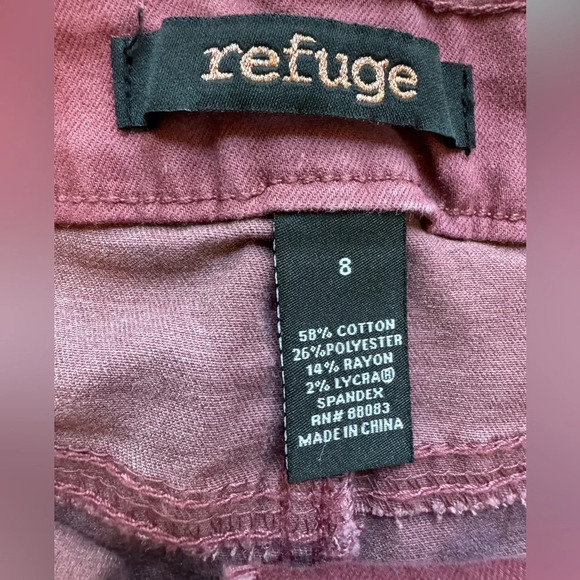 refuge
8
58% COTTON
26%POLYESTER
14% RAYON
2% LYCRA®
SPANDEX
RN# 88083
MADE IN CHINA